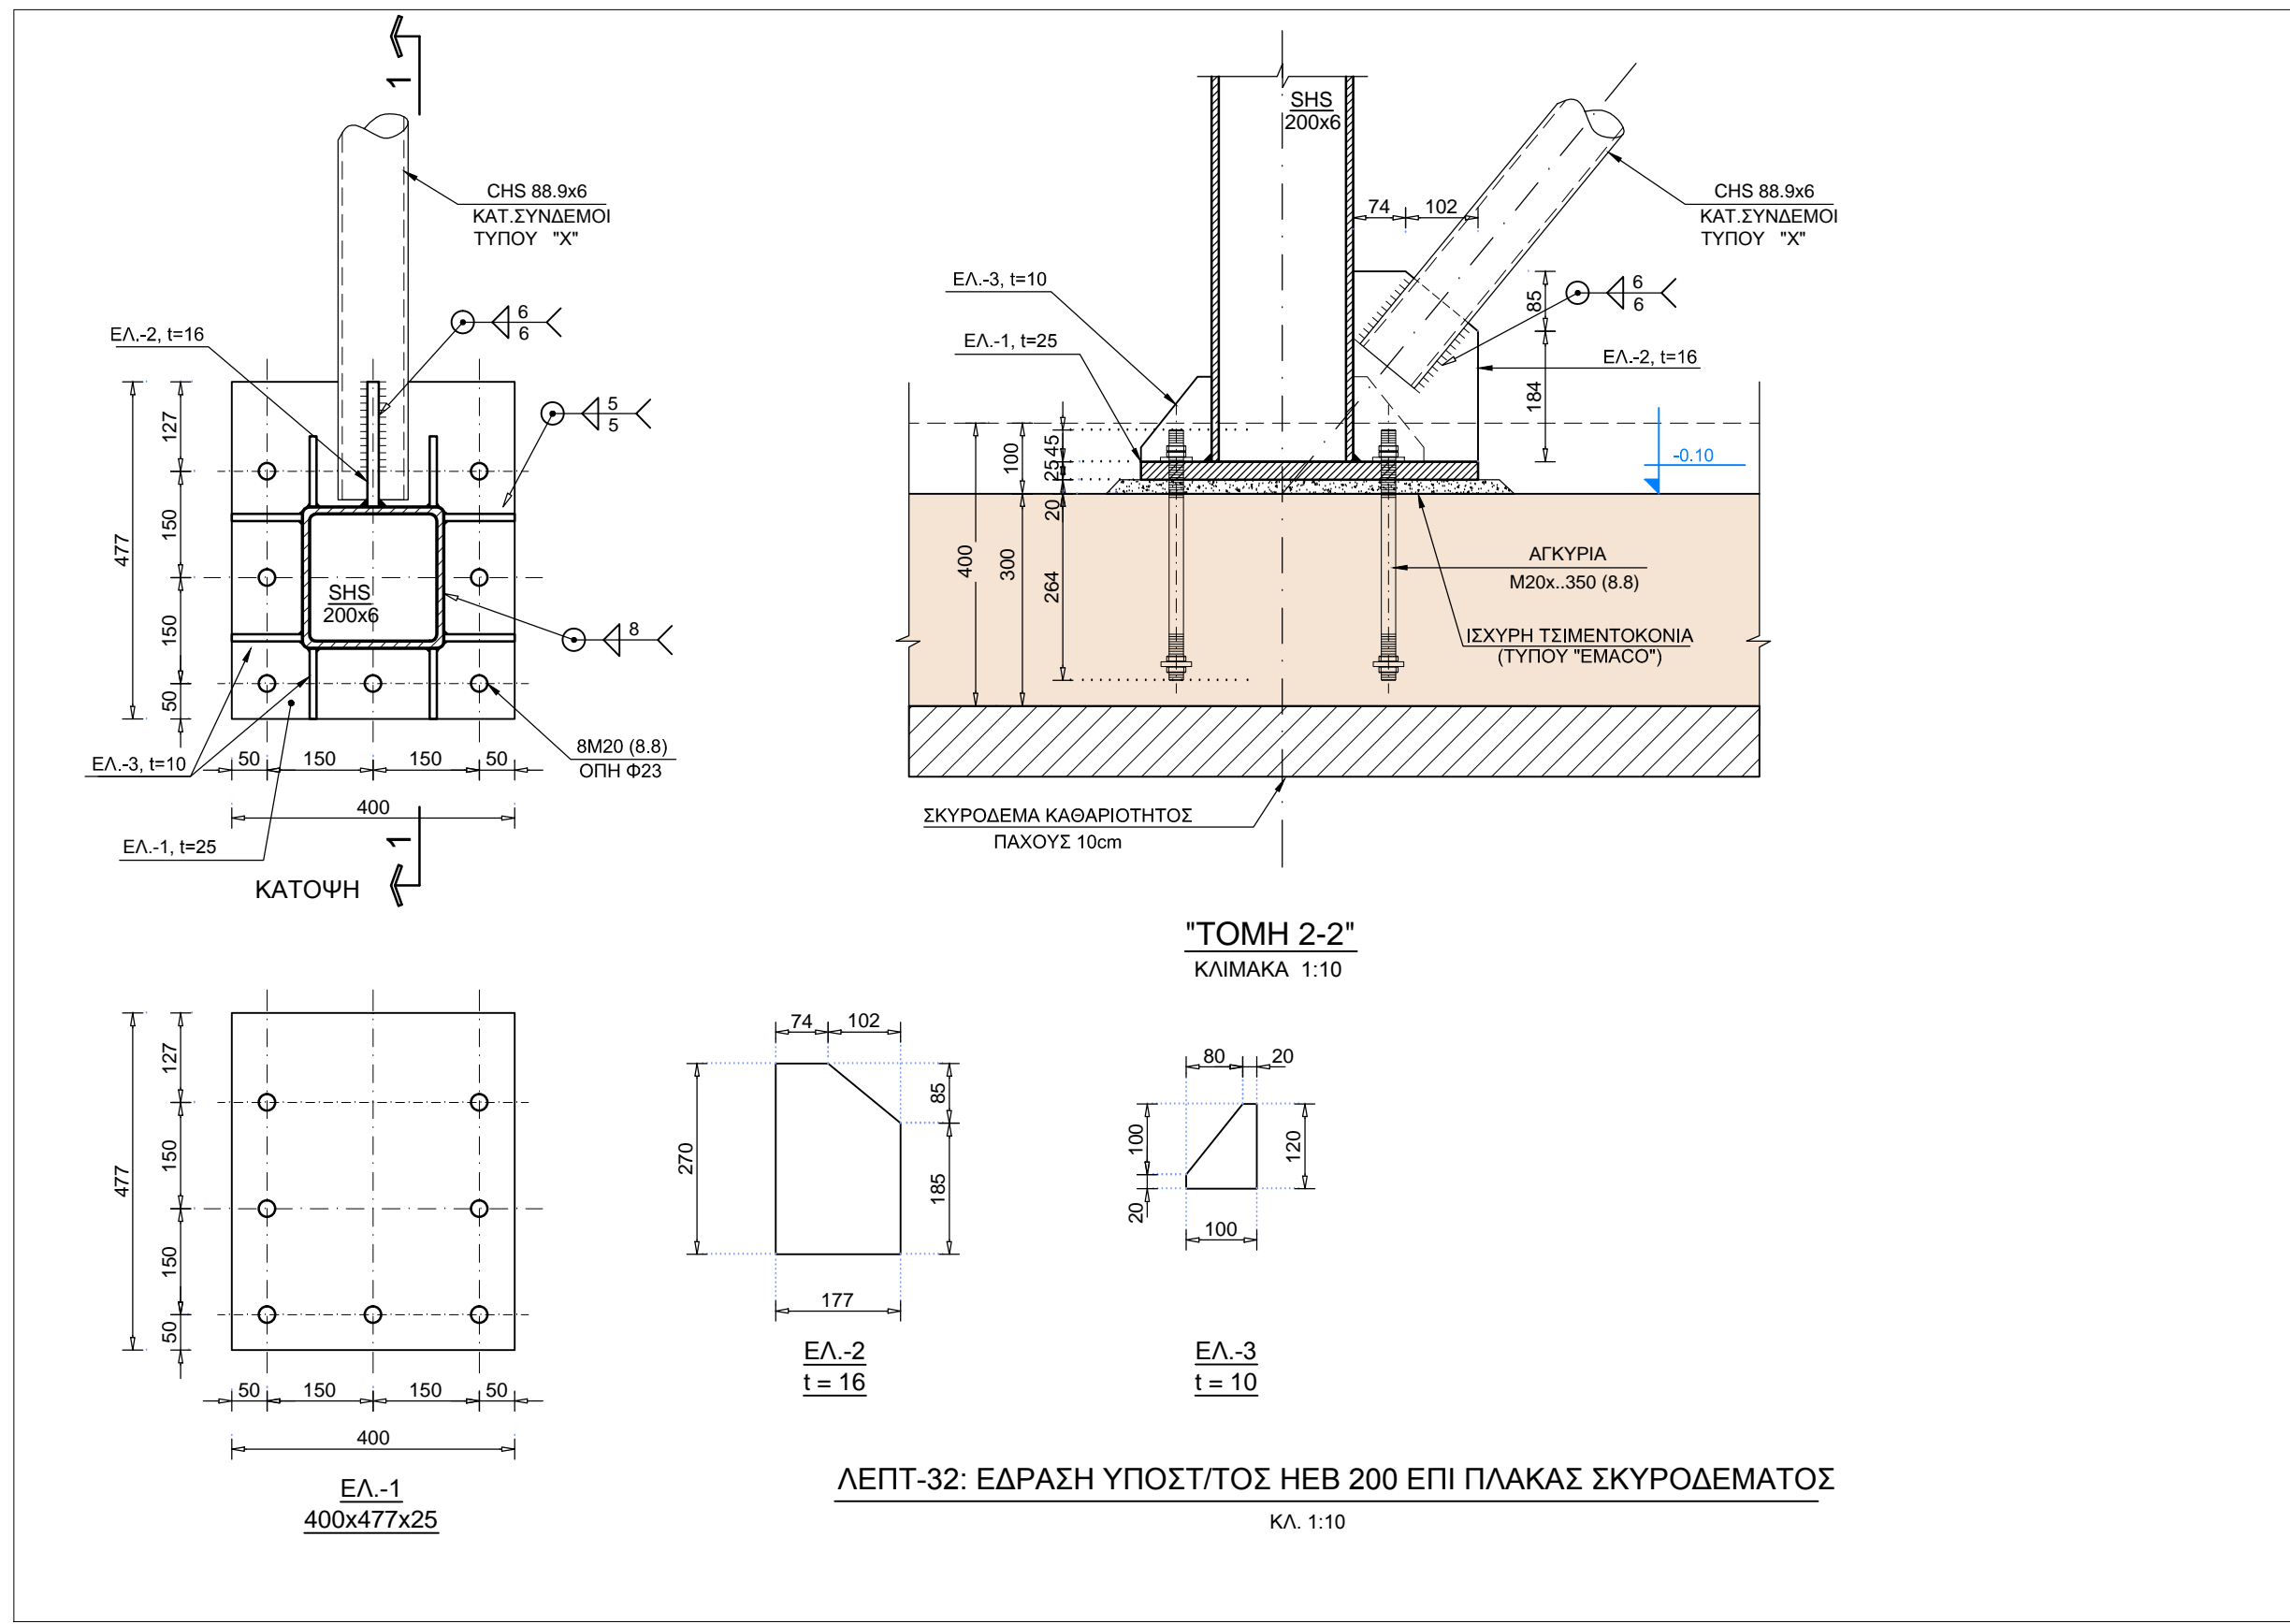 1
CHS 88.9x6
ΚΑΤ.ΣΥΝΔΕΜΟΙ
ΤΥΠΟΥ "X"
6
6
ΕΛ.-2, t=16
5
5
127
150
477
150
50
SHS
200x6
8
ΕΛ.-3, t=10
50
150
150
50
8M20 (8.8)
ΟΠΗ Φ23
400
ΕΛ.-1, t=25
1
ΚΑΤΟΨΗ
SHS
200x6
74
102
CHS 88.9x6
ΚΑΤ.ΣΥΝΔΕΜΟΙ
ΤΥΠΟΥ "X"
ΕΛ.-3, t=10
85
6
6
ΕΛ.-1, t=25
ΕΛ.-2, t=16
184
100
45
25
20
-0.10
400
300
264
ΑΓΚΥΡΙΑ
M20x..350 (8.8)
ΙΣΧΥΡΗ ΤΣΙΜΕΝΤΟΚΟΝΙΑ
(ΤΥΠΟΥ "EMACO")
ΣΚΥΡΟΔΕΜΑ ΚΑΘΑΡΙΟΤΗΤΟΣ
ΠΑΧΟΥΣ 10cm
"ΤΟΜΗ 2-2"
ΚΛΙΜΑΚΑ 1:10
127
150
477
150
50
50
150
150
50
400
ΕΛ.-1
400x477x25
74
102
85
270
185
177
ΕΛ.-2
t = 16
80
20
100
120
20
100
ΕΛ.-3
t = 10
ΛΕΠΤ-32: ΕΔΡΑΣΗ ΥΠΟΣΤ/ΤΟΣ HEB 200 ΕΠΙ ΠΛΑΚΑΣ ΣΚΥΡΟΔΕΜΑΤΟΣ
ΚΛ. 1:10